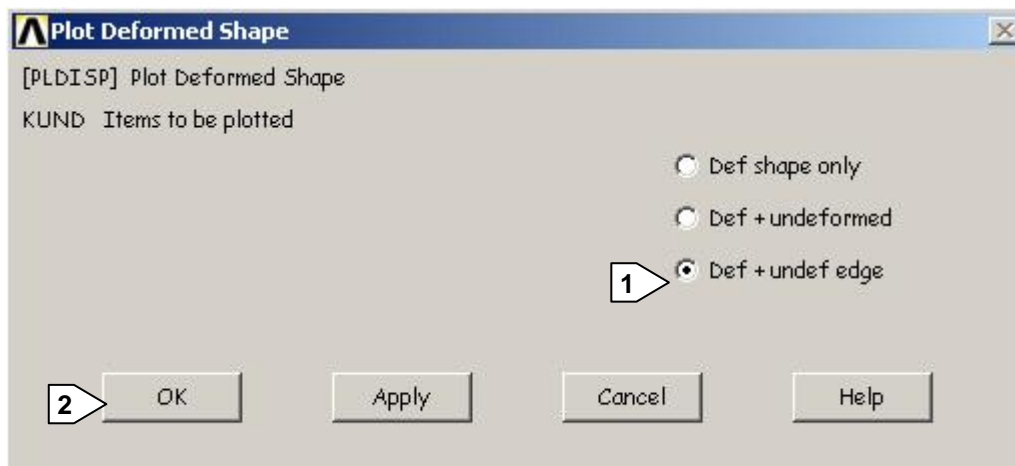 Plot Deformed Shape
[PLDISP] Plot Deformed Shape
KUND Items to be plotted
Def shape only
Def + undeformed
1 Def + undef edge
2 OK Apply Cancel Help